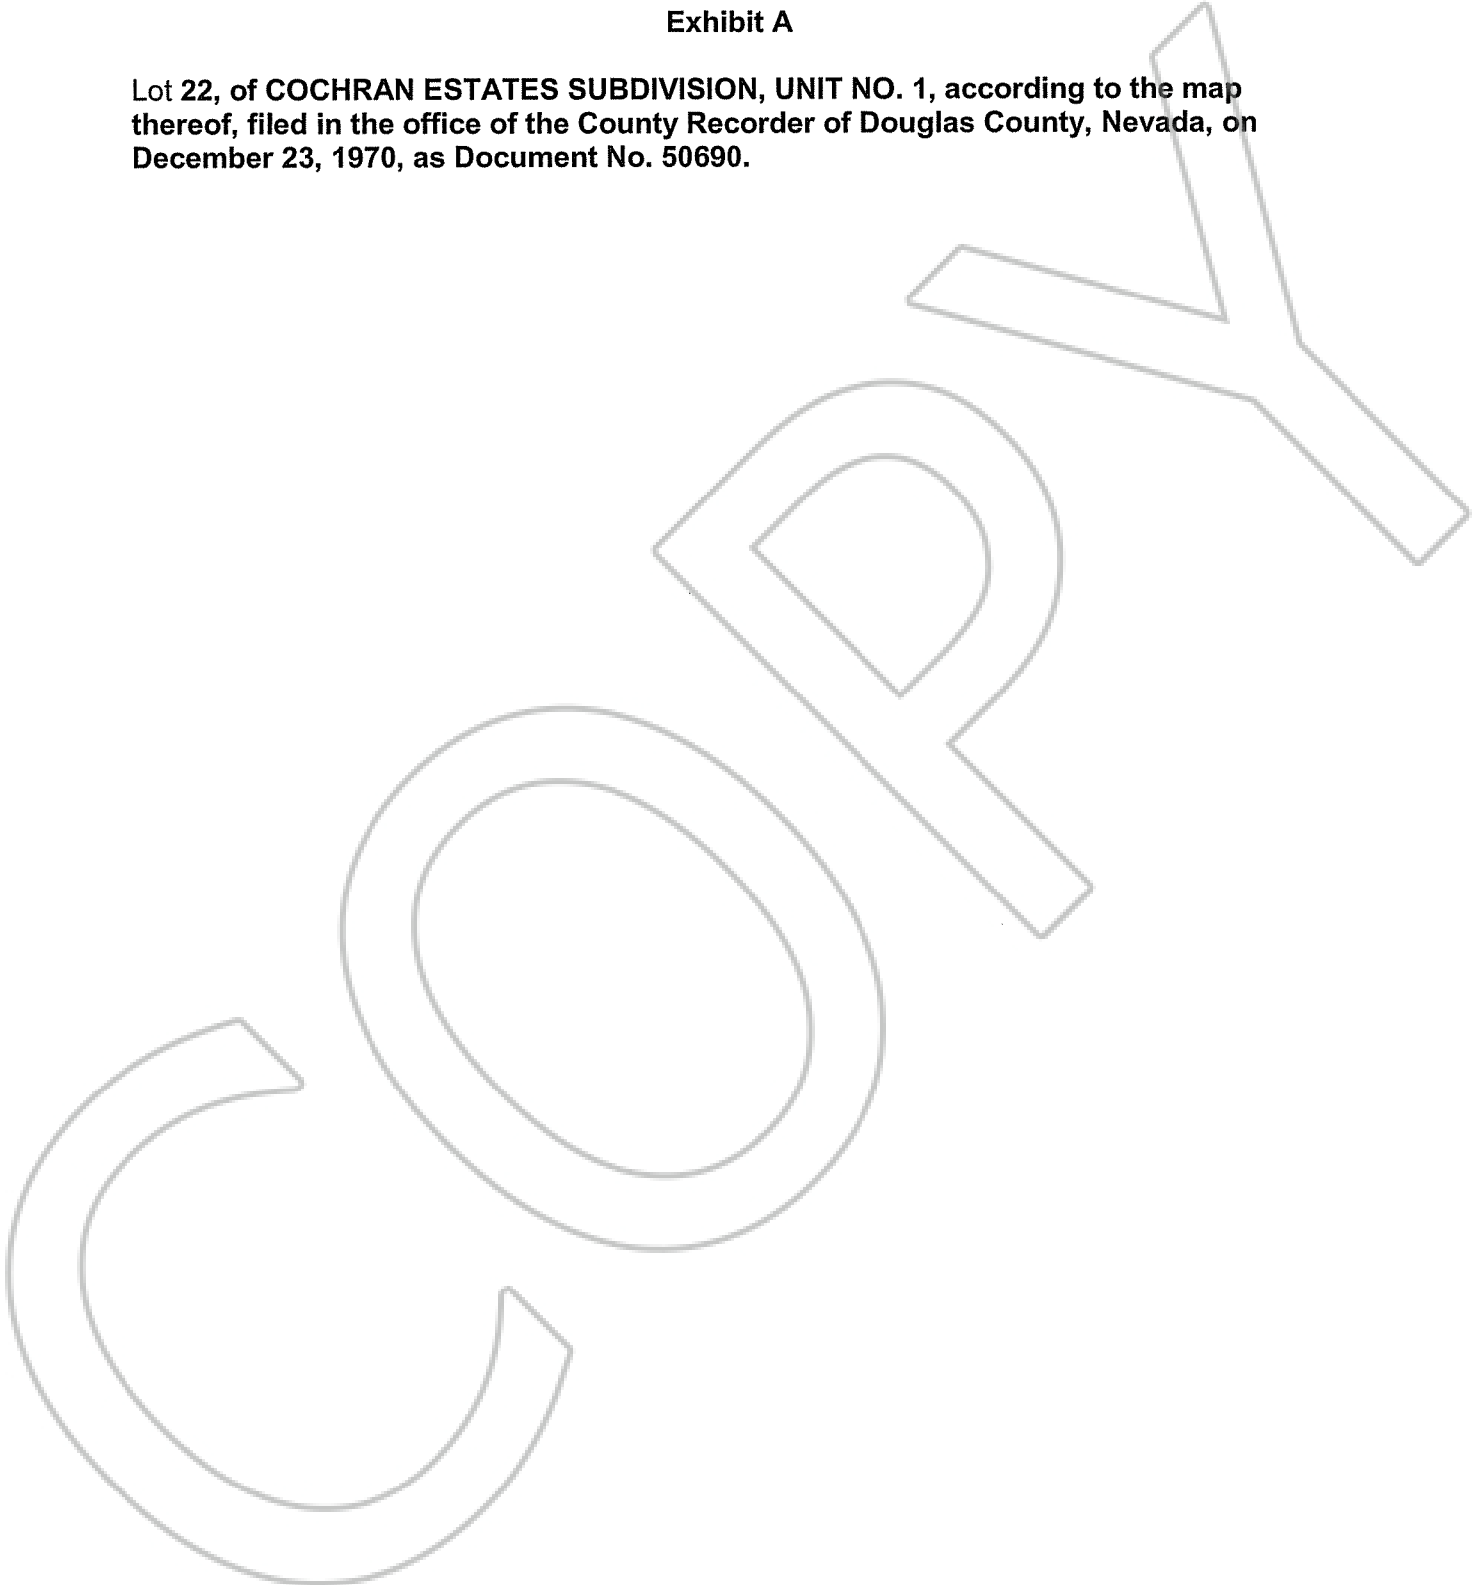 Exhibit A
Lot 22, of COCHRAN ESTATES SUBDIVISION, UNIT NO. 1, according to the map
thereof, filed in the office of the County Recorder of Douglas County, Nevada, on
December 23, 1970, as Document No. 50690.
COPY